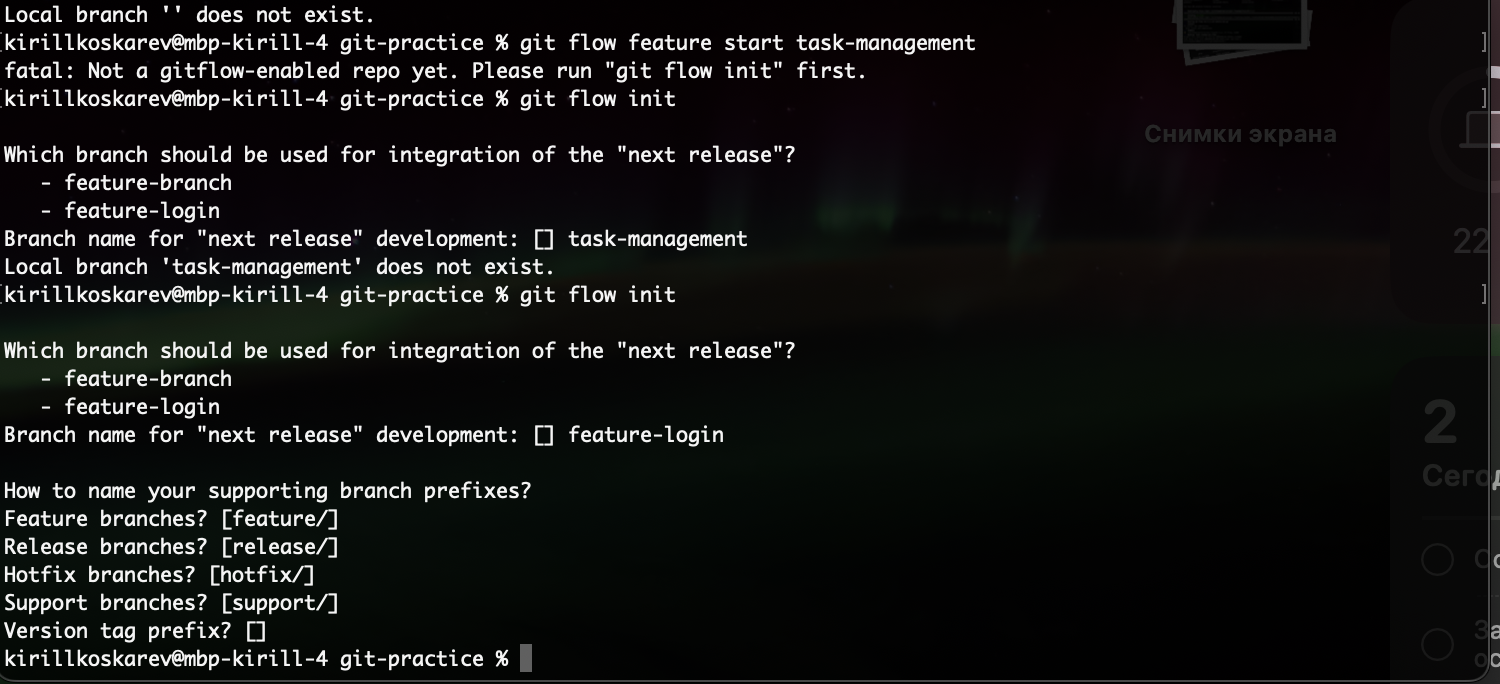 Local branch '' does not exist.
kirillkoskarev@mbp-kirill-4 git-practice % git flow feature start task-management
fatal: Not a gitflow-enabled repo yet. Please run "git flow init" first.
kirillkoskarev@mbp-kirill-4 git-practice % git flow init
Which branch should be used for integration of the "next release"?
- feature-branch
- feature-login
Branch name for "next release" development: [] task-management
Local branch 'task-management' does not exist.
kirillkoskarev@mbp-kirill-4 git-practice % git flow init
Which branch should be used for integration of the "next release"?
- feature-branch
- feature-login
Branch name for "next release" development: [] feature-login
How to name your supporting branch prefixes?
Feature branches? [feature/]
Release branches? [release/]
Hotfix branches? [hotfix/]
Support branches? [support/]
Version tag prefix? []
kirillkoskarev@mbp-kirill-4 git-practice %
Снимки экрана
22
2